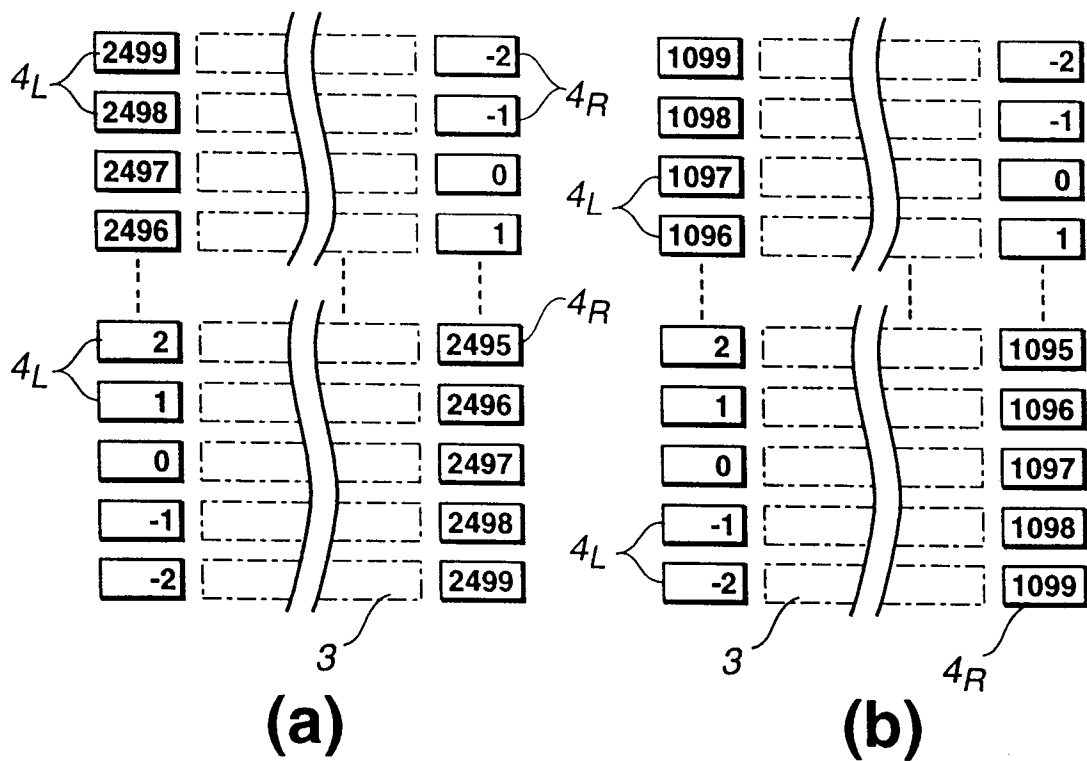 2499 -2 1099 -2
4L 4R
2498 -1 1098 -1
2497 0 1097 0
4L
2496 1 1096 1
4R
2 2495 2 1095
4L
1 2496 1 1096
0 2497 0 1097
-1 2498 -1 1098
4L
-2 2499 -2 1099
3 3 4R
(a) (b)